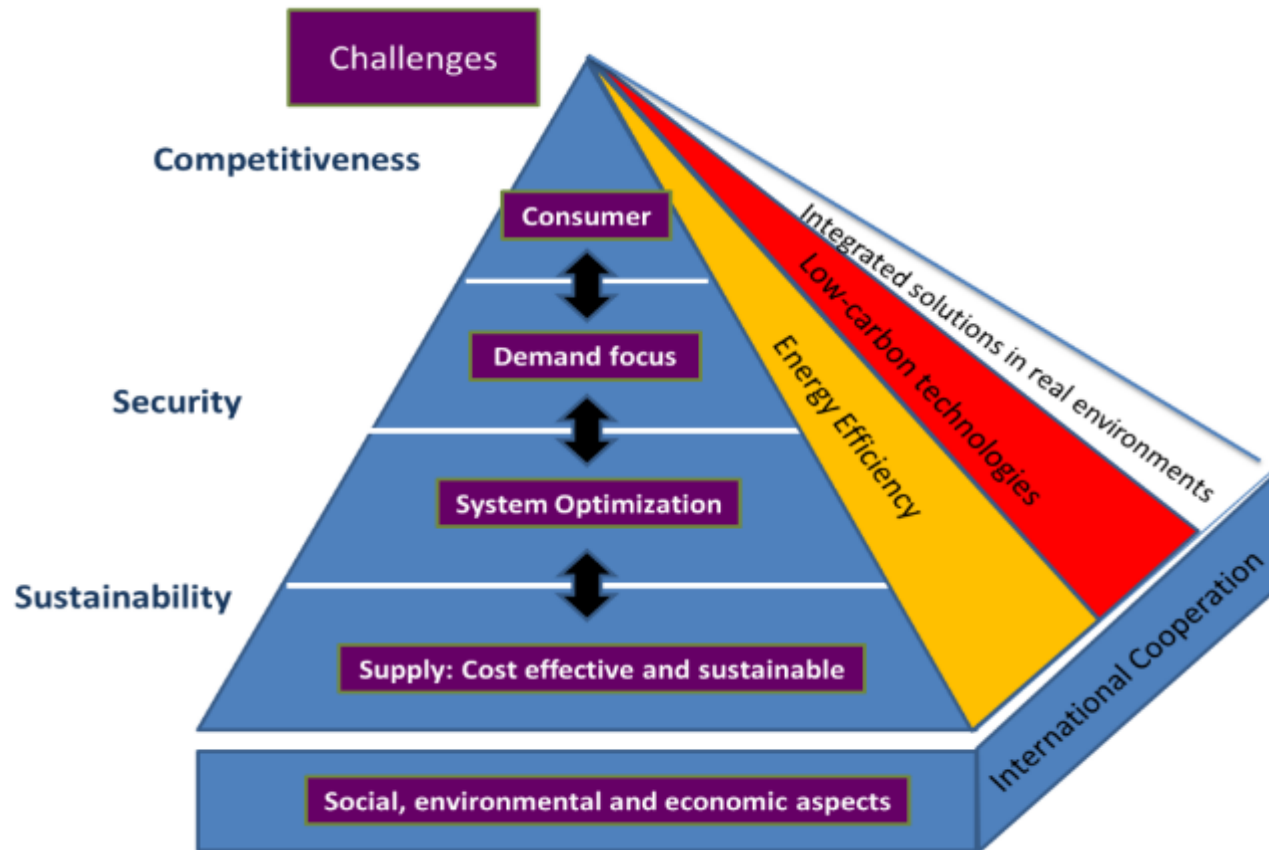 Challenges
Competitiveness
Consumer
Demand focus
Security
System Optimization
Sustainability
Supply: Cost effective and sustainable
Social, environmental and economic aspects
Energy Efficiency
Low-carbon technologies
Integrated solutions in real environments
International Cooperation